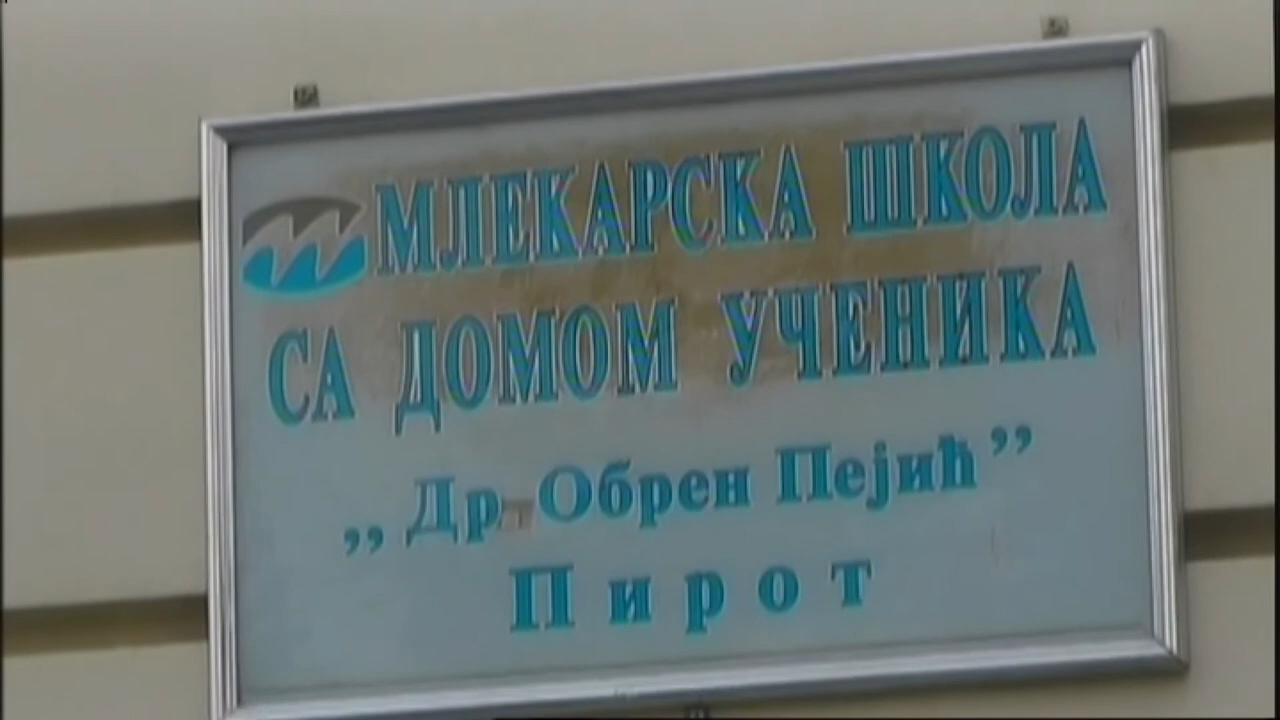 МЛЕКАРСКА ШКОЛА
СА ДОМОМ УЧЕНИКА
,, Др Обрен Пејић ”
Пирот